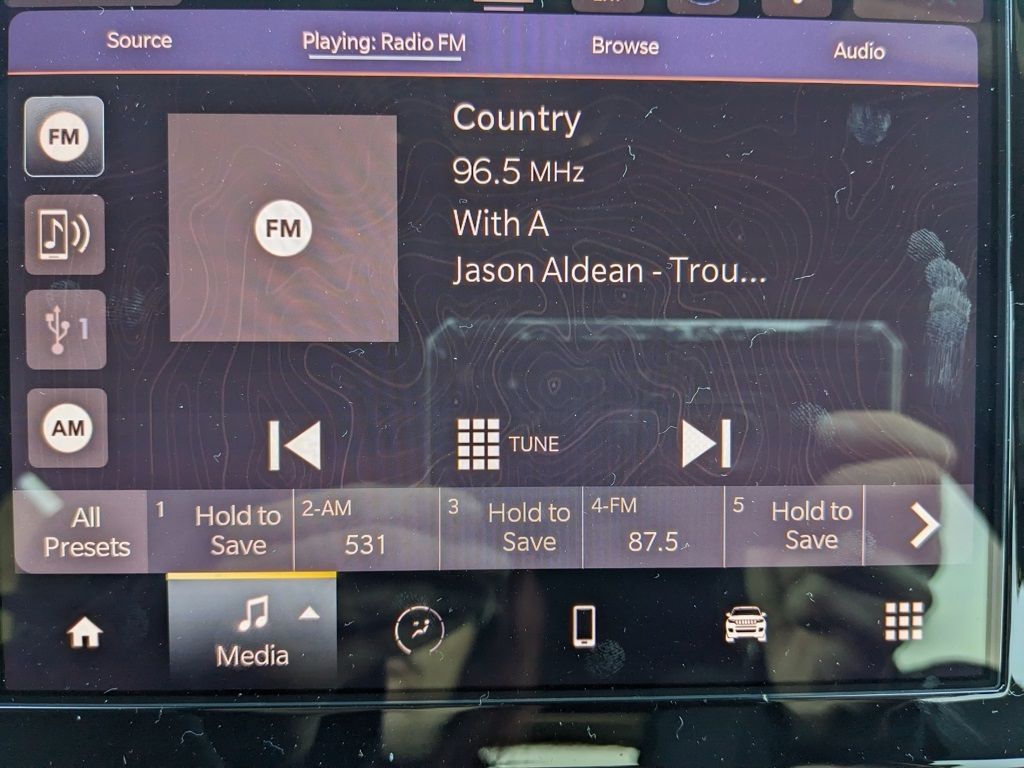 Source
Playing: Radio FM
Browse
Audio
FM
FM
Country
96.5 MHz
With A
Jason Aldean - Trou...
1
AM
TUNE
All
Presets
1
Hold to
Save
2-AM
531
3
Hold to
Save
4-FM
87.5
5
Hold to
Save
Media